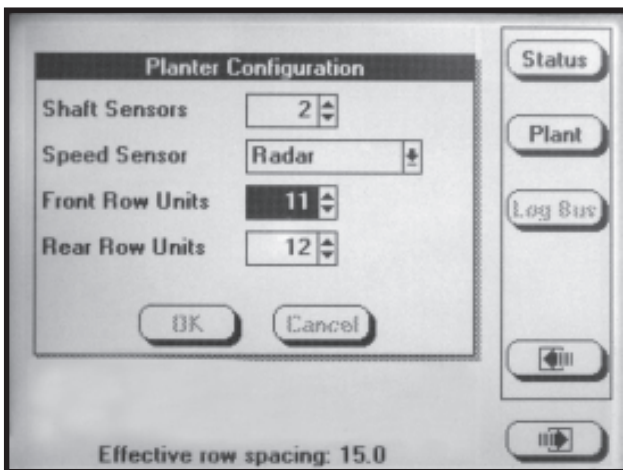 Planter Configuration
Shaft Sensors 2
Speed Sensor Radar
Front Row Units 11
Rear Row Units 12
OK Cancel
Effective row spacing: 15.0
Status
Plant
Log Bus